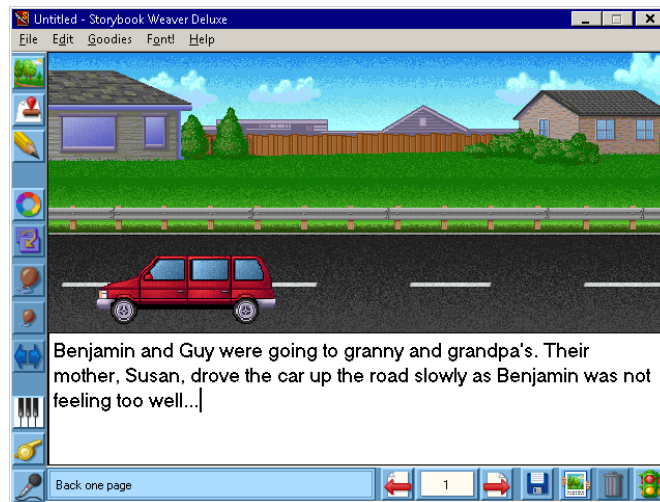 Untitled - Storybook Weaver Deluxe
File Edit Goodies Font! Help
Benjamin and Guy were going to granny and grandpa's. Their
mother, Susan, drove the car up the road slowly as Benjamin was not
feeling too well...
Back one page
1